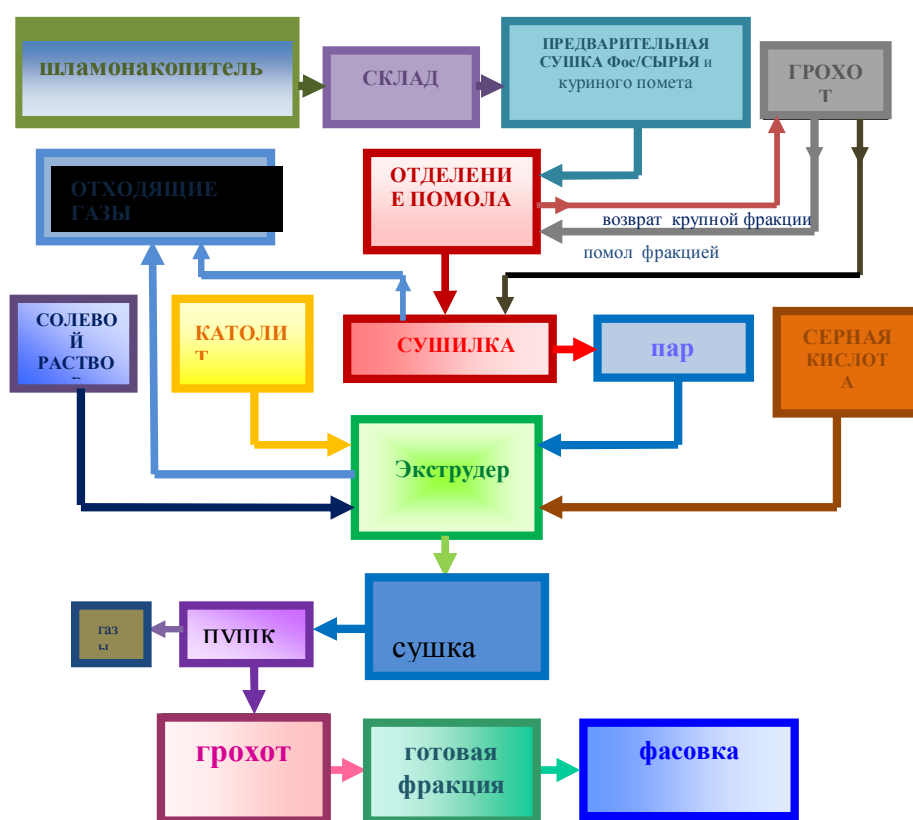 шламонакопитель
СКЛАД
ПРЕДВАРИТЕЛЬНАЯ
СУШКА Фос/СЫРЬЯ и
куриного помета
ГРОХО
Т
ОТХОДЯЩИЕ
ГАЗЫ
ОТДЕЛЕНИ
Е ПОМОЛА
возврат крупной фракции
помол фракцией
СОЛЕВО
Й
РАСТВО
Р
КАТОЛИ
Т
СУШИЛКА
пар
СЕРНАЯ
КИСЛОТ
А
Экструдер
газ
ы
ПУШК
сушка
грохот
готовая
фракция
фасовка